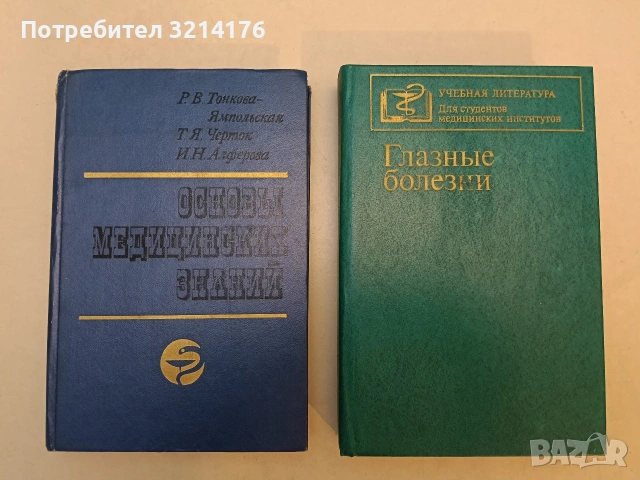 Потребител 3214176
Р. В. Тонкова-
Ямпольская
Т. Я. Черток
И. Н. Алферова
ОСНОВЫ
МЕДИЦИНСКИХ
ЗНАНИЙ
УЧЕБНАЯ ЛИТЕРАТУРА
Для студентов
медицинских институтов
Глазные
болезни
BAZAR